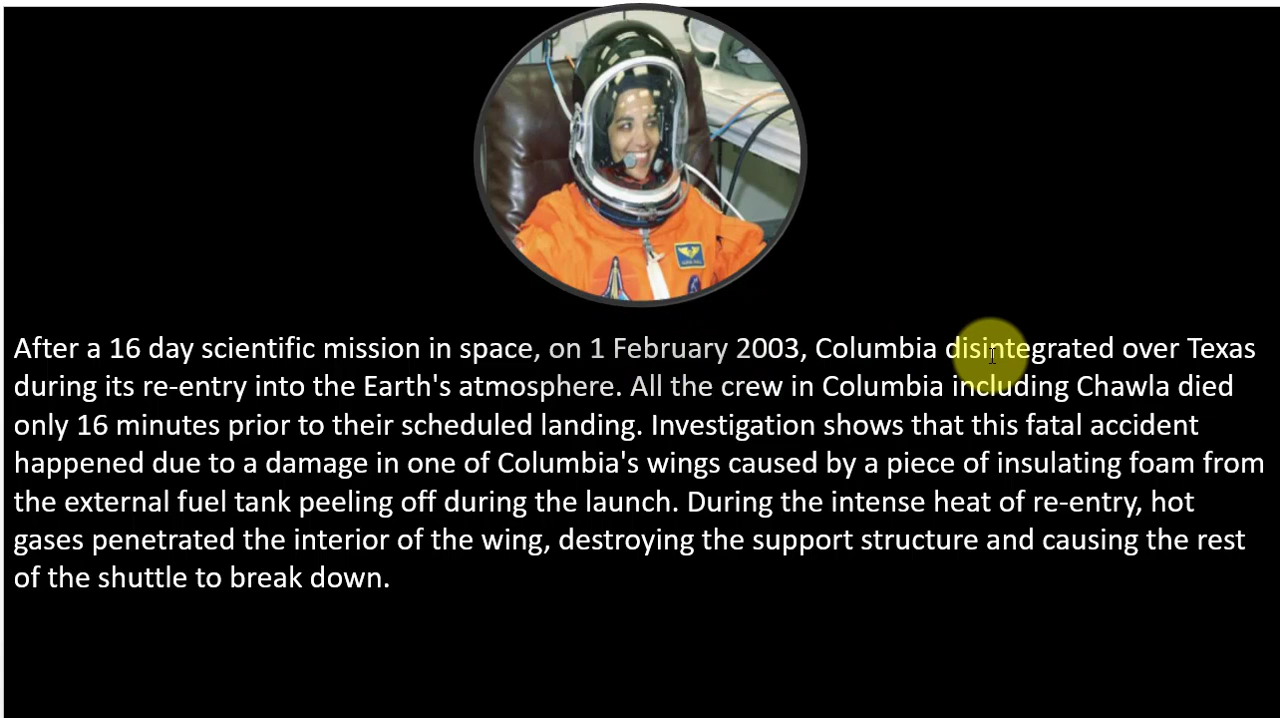 After a 16 day scientific mission in space, on 1 February 2003, Columbia disintegrated over Texas
during its re-entry into the Earth's atmosphere. All the crew in Columbia including Chawla died
only 16 minutes prior to their scheduled landing. Investigation shows that this fatal accident
happened due to a damage in one of Columbia's wings caused by a piece of insulating foam from
the external fuel tank peeling off during the launch. During the intense heat of re-entry, hot
gases penetrated the interior of the wing, destroying the support structure and causing the rest
of the shuttle to break down.